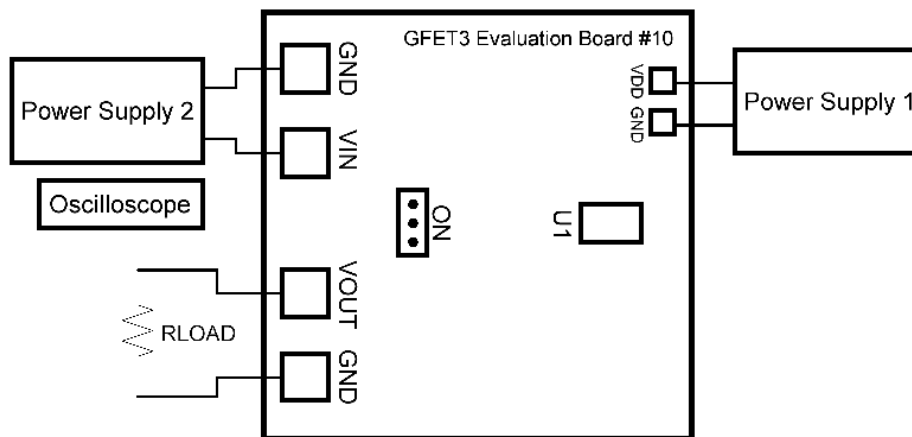 GFET3 Evaluation Board #10
GND
VDD
Power Supply 2
Power Supply 1
GND
VIN
Oscilloscope
ON
U1
VOUT
RLOAD
GND